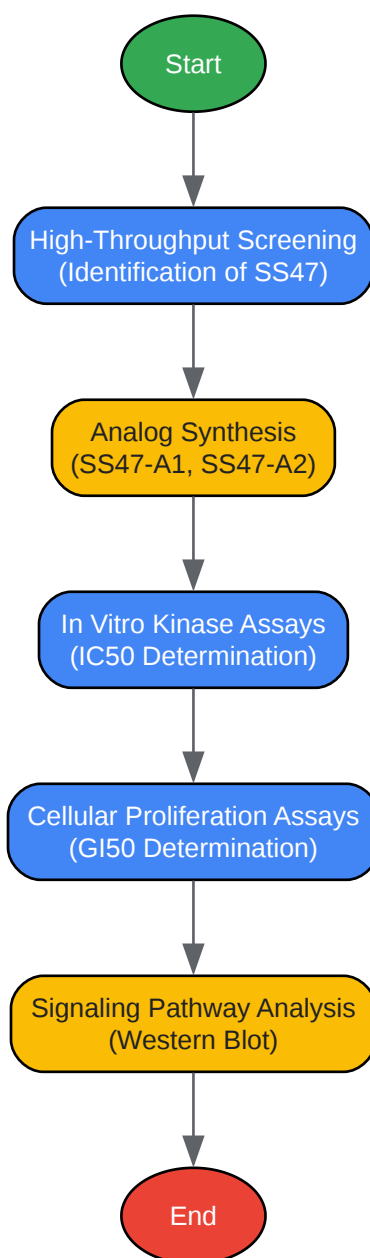 Start
High-Throughput Screening
(Identification of SS47)
Analog Synthesis
(SS47-A1, SS47-A2)
In Vitro Kinase Assays
(IC50 Determination)
Cellular Proliferation Assays
(GI50 Determination)
Signaling Pathway Analysis
(Western Blot)
End